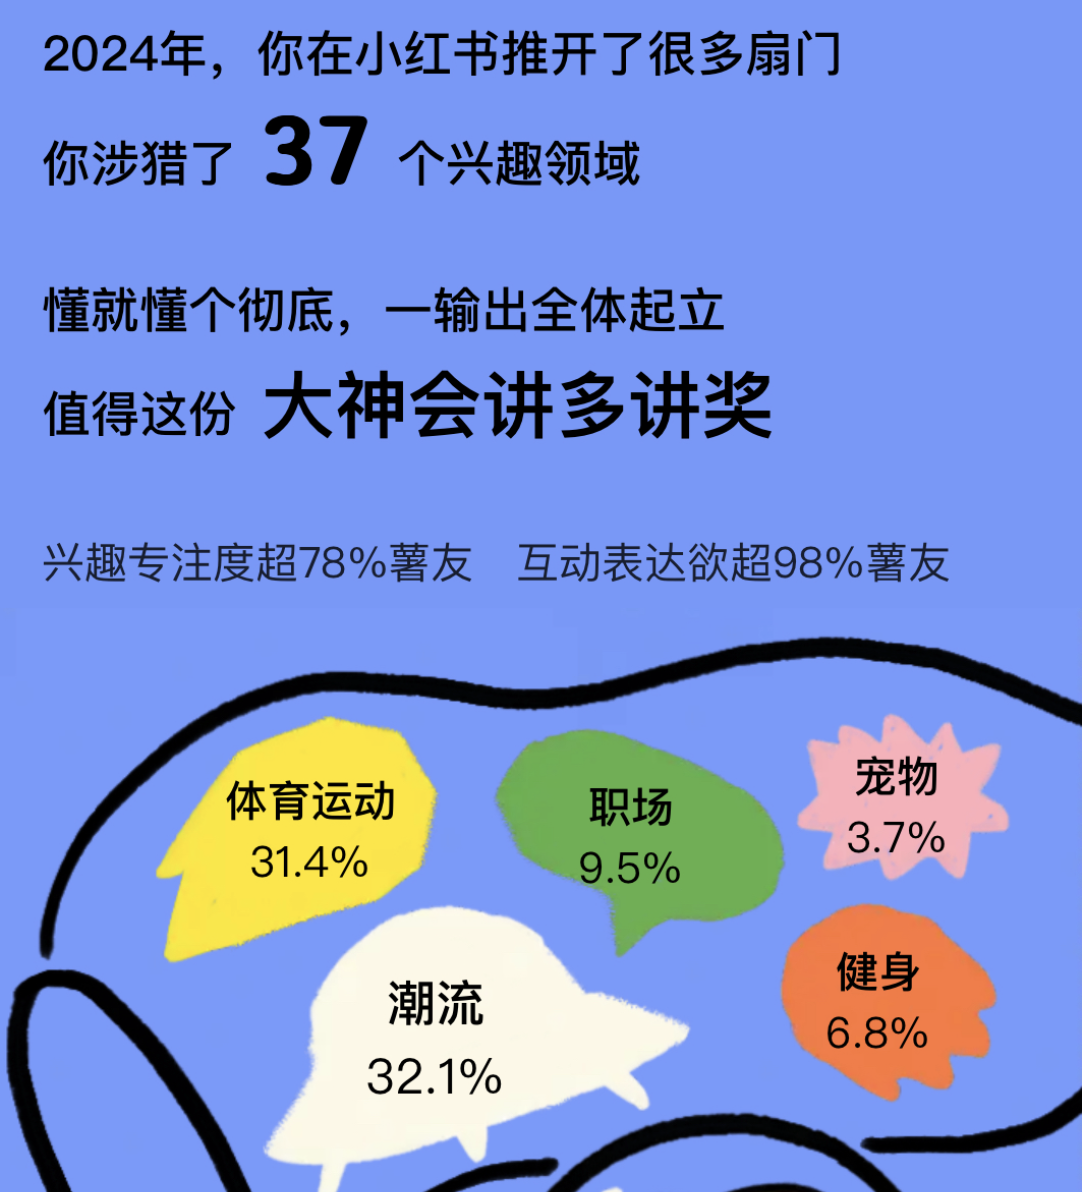 2024年，你在小红书推开了很多扇门
你涉猎了 37 个兴趣领域
懂就懂个彻底，一输出全体起立
值得这份 大神会讲多讲奖
兴趣专注度超78%薯友 互动表达欲超98%薯友
体育运动
31.4%
职场
9.5%
宠物
3.7%
潮流
32.1%
健身
6.8%